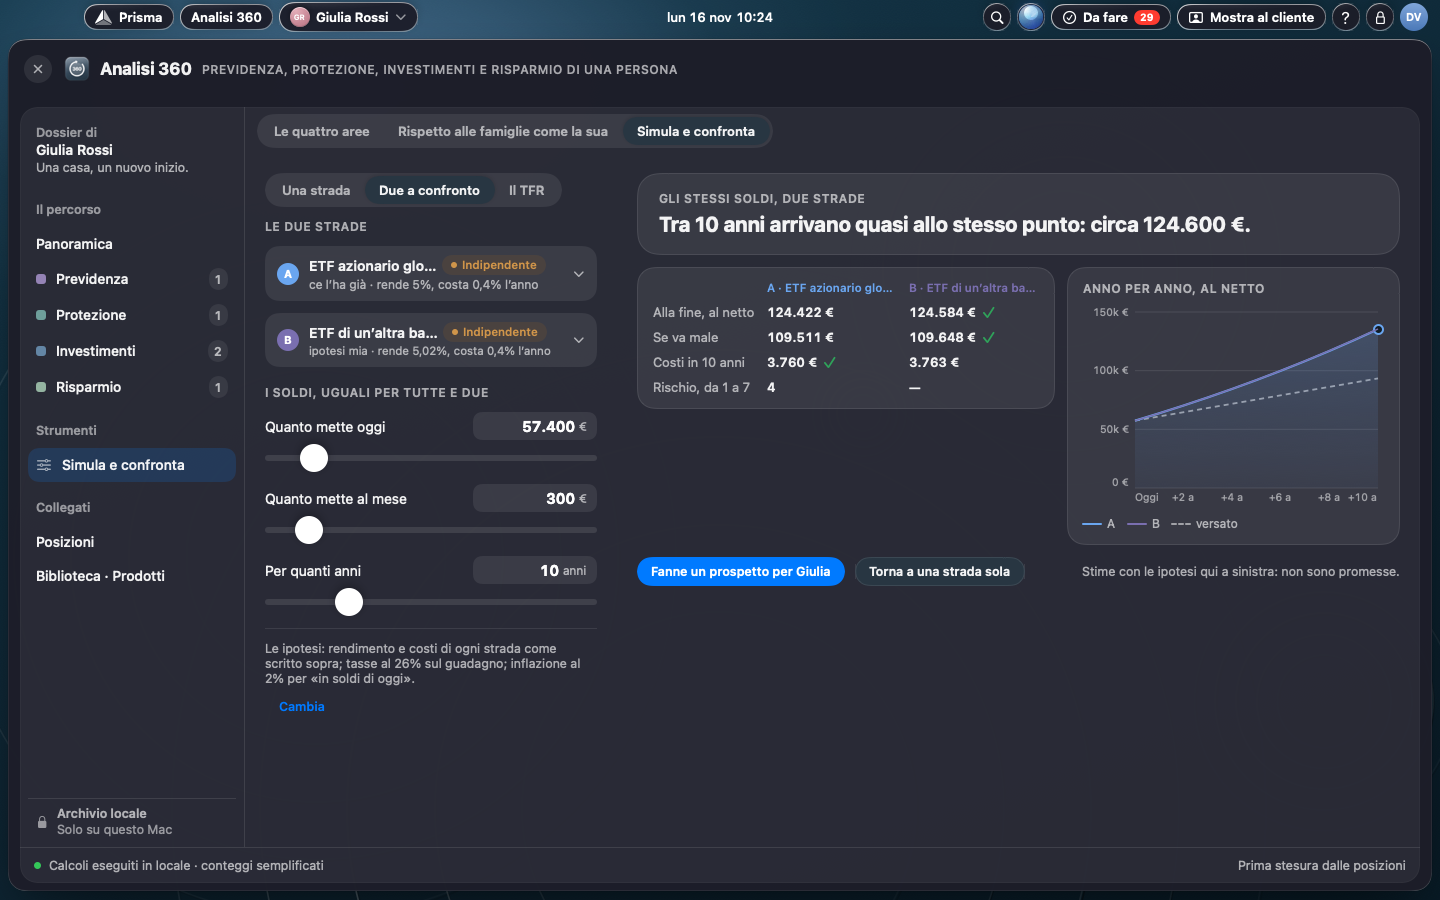 Prisma
Analisi 360
GR Giulia Rossi
lun 16 nov 10:24
Da fare 29
Mostra al cliente
?
DV
360 Analisi 360 PREVIDENZA, PROTEZIONE, INVESTIMENTI E RISPARMIO DI UNA PERSONA
Dossier di
Giulia Rossi
Una casa, un nuovo inizio.
Il percorso
Panoramica
Previdenza 1
Protezione 1
Investimenti 2
Risparmio 1
Strumenti
Simula e confronta
Collegati
Posizioni
Biblioteca · Prodotti
Archivio locale
Solo su questo Mac
Le quattro aree
Rispetto alle famiglie come la sua
Simula e confronta
Una strada
Due a confronto
Il TFR
LE DUE STRADE
A ETF azionario glo... Indipendente
ce l’ha già · rende 5%, costa 0,4% l’anno
B ETF di un’altra ba... Indipendente
ipotesi mia · rende 5,02%, costa 0,4% l’anno
I SOLDI, UGUALI PER TUTTE E DUE
Quanto mette oggi 57.400 €
Quanto mette al mese 300 €
Per quanti anni 10 anni
Le ipotesi: rendimento e costi di ogni strada come
scritto sopra; tasse al 26% sul guadagno; inflazione al
2% per «in soldi di oggi».
Cambia
GLI STESSI SOLDI, DUE STRADE
Tra 10 anni arrivano quasi allo stesso punto: circa 124.600 €.
A · ETF azionario glo... B · ETF di un’altra ba...
Alla fine, al netto 124.422 € 124.584 €
Se va male 109.511 € 109.648 €
Costi in 10 anni 3.760 € 3.763 €
Rischio, da 1 a 7 4 —
ANNO PER ANNO, AL NETTO
150k €
100k €
50k €
0 €
Oggi +2 a +4 a +6 a +8 a +10 a
A B versato
Fanne un prospetto per Giulia
Torna a una strada sola
Stime con le ipotesi qui a sinistra: non sono promesse.
Calcoli eseguiti in locale · conteggi semplificati
Prima stesura dalle posizioni